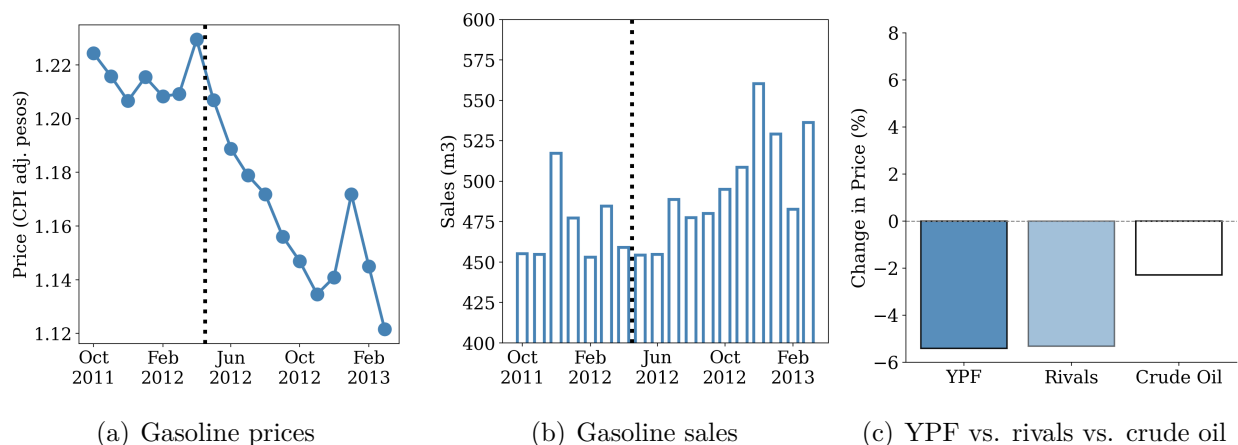 Price (CPI adj. pesos)
1.22
1.20
1.18
1.16
1.14
1.12
Oct
2011
Feb
2012
Jun
2012
Oct
2012
Feb
2013
(a) Gasoline prices
Sales (m3)
600
575
550
525
500
475
450
425
400
Oct
2011
Feb
2012
Jun
2012
Oct
2012
Feb
2013
(b) Gasoline sales
Change in Price (%)
8
6
4
2
0
−2
−4
−6
YPF
Rivals
Crude Oil
(c) YPF vs. rivals vs. crude oil